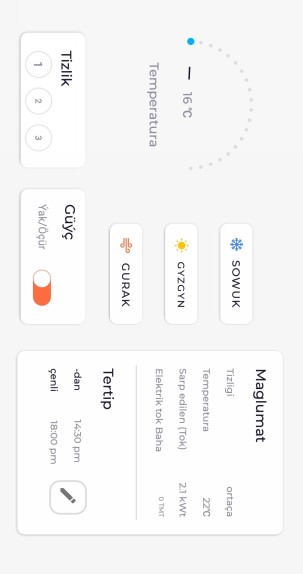 Temperatura
16 °C
SOWUK
GYZGYN
GURAK
Tizlik
1
2
3
Güýç
Ýak/Öçür
Maglumat
Tizligi ortaça
Temperatura 22°C
Sarp edilen (Tok) 2.1 kWt
Elektrik tok Baha 0 TMT
Tertip
-dan 14:30 pm
çenli 18:00 pm